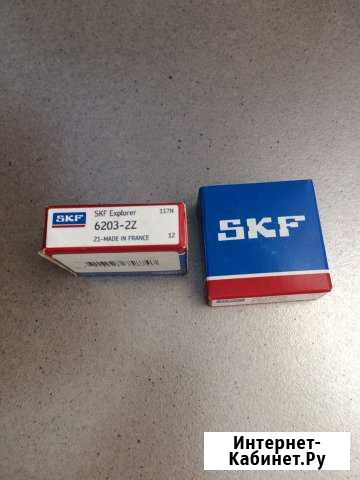 SKF
SKF Explorer 117N
6203-2Z
21-MADE IN FRANCE 12
SKF
Интернет-
Кабинет.Ру